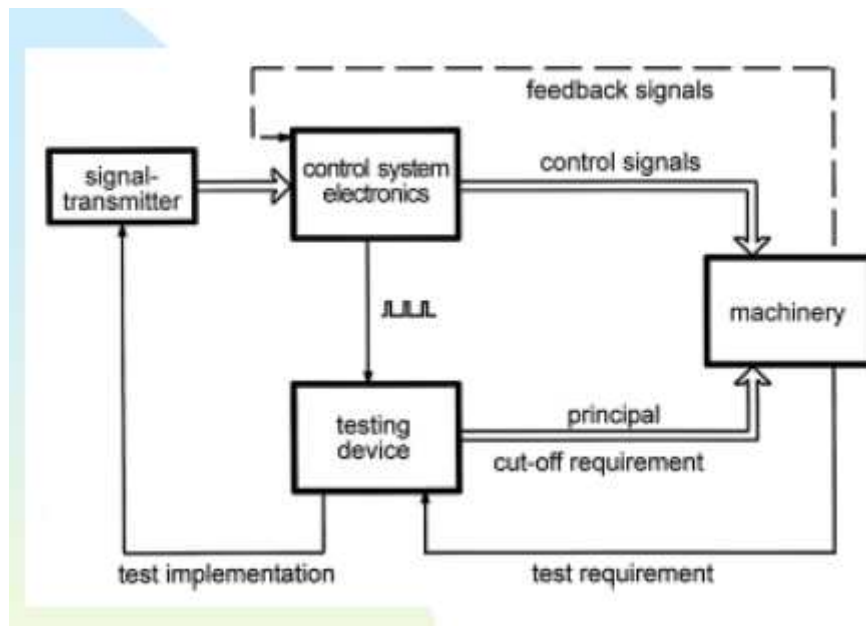 feedback signals
signal-
transmitter
control system
electronics
control signals
machinery
testing
device
principal
cut-off requirement
test implementation
test requirement